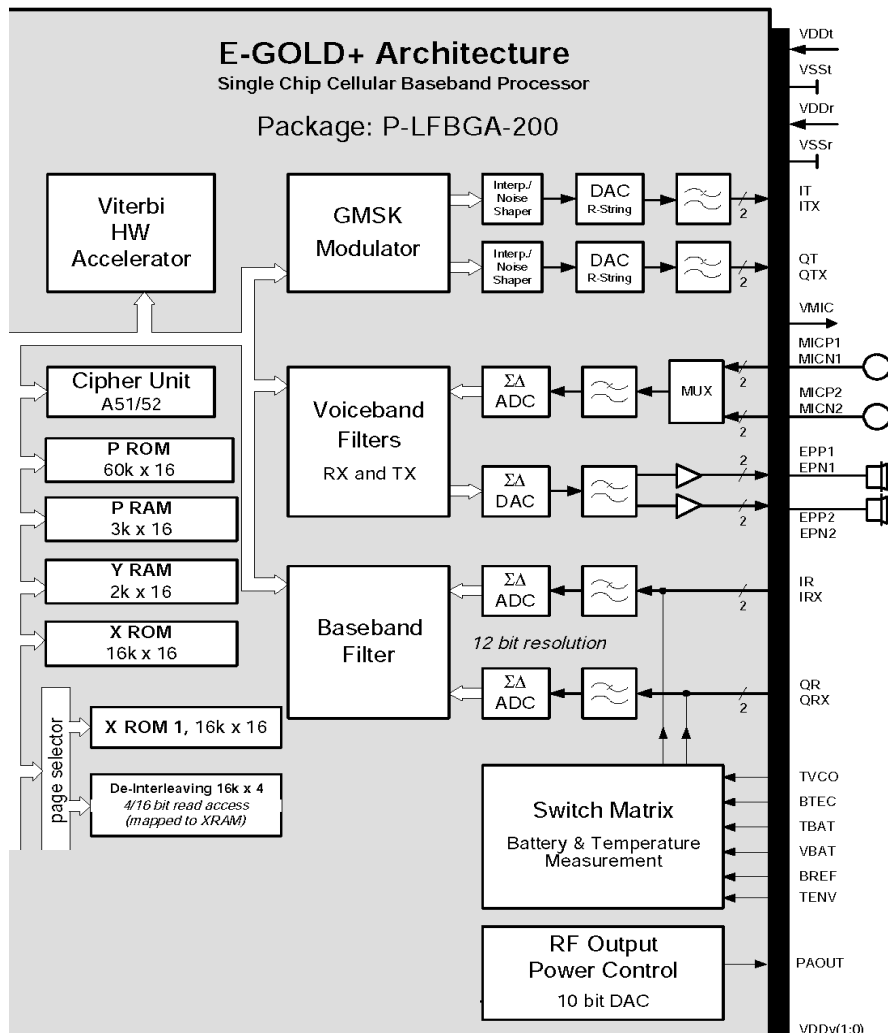 E-GOLD+ Architecture
Single Chip Cellular Baseband Processor
Package: P-LFBGA-200
VDDt
VSSt
VDDr
VSSr
Viterbi
HW
Accelerator
GMSK
Modulator
Interp./
Noise
Shaper
DAC
R-String
2
IT
ITX
Interp./
Noise
Shaper
DAC
R-String
2
QT
QTX
VMIC
Cipher Unit
A51/52
P ROM
60k x 16
P RAM
3k x 16
Y RAM
2k x 16
X ROM
16k x 16
page selector
X ROM 1, 16k x 16
De-Interleaving 16k x 4
4/16 bit read access
(mapped to XRAM)
Voiceband
Filters
RX and TX
ΣΔ
ADC
MUX
2
MICP1
MICN1
2
MICP2
MICN2
ΣΔ
DAC
2
EPP1
EPN1
2
EPP2
EPN2
Baseband
Filter
ΣΔ
ADC
2
IR
IRX
12 bit resolution
ΣΔ
ADC
2
QR
QRX
Switch Matrix
Battery & Temperature
Measurement
TVCO
BTEC
TBAT
VBAT
BREF
TENV
RF Output
Power Control
10 bit DAC
PAOUT
VDDv(1:0)